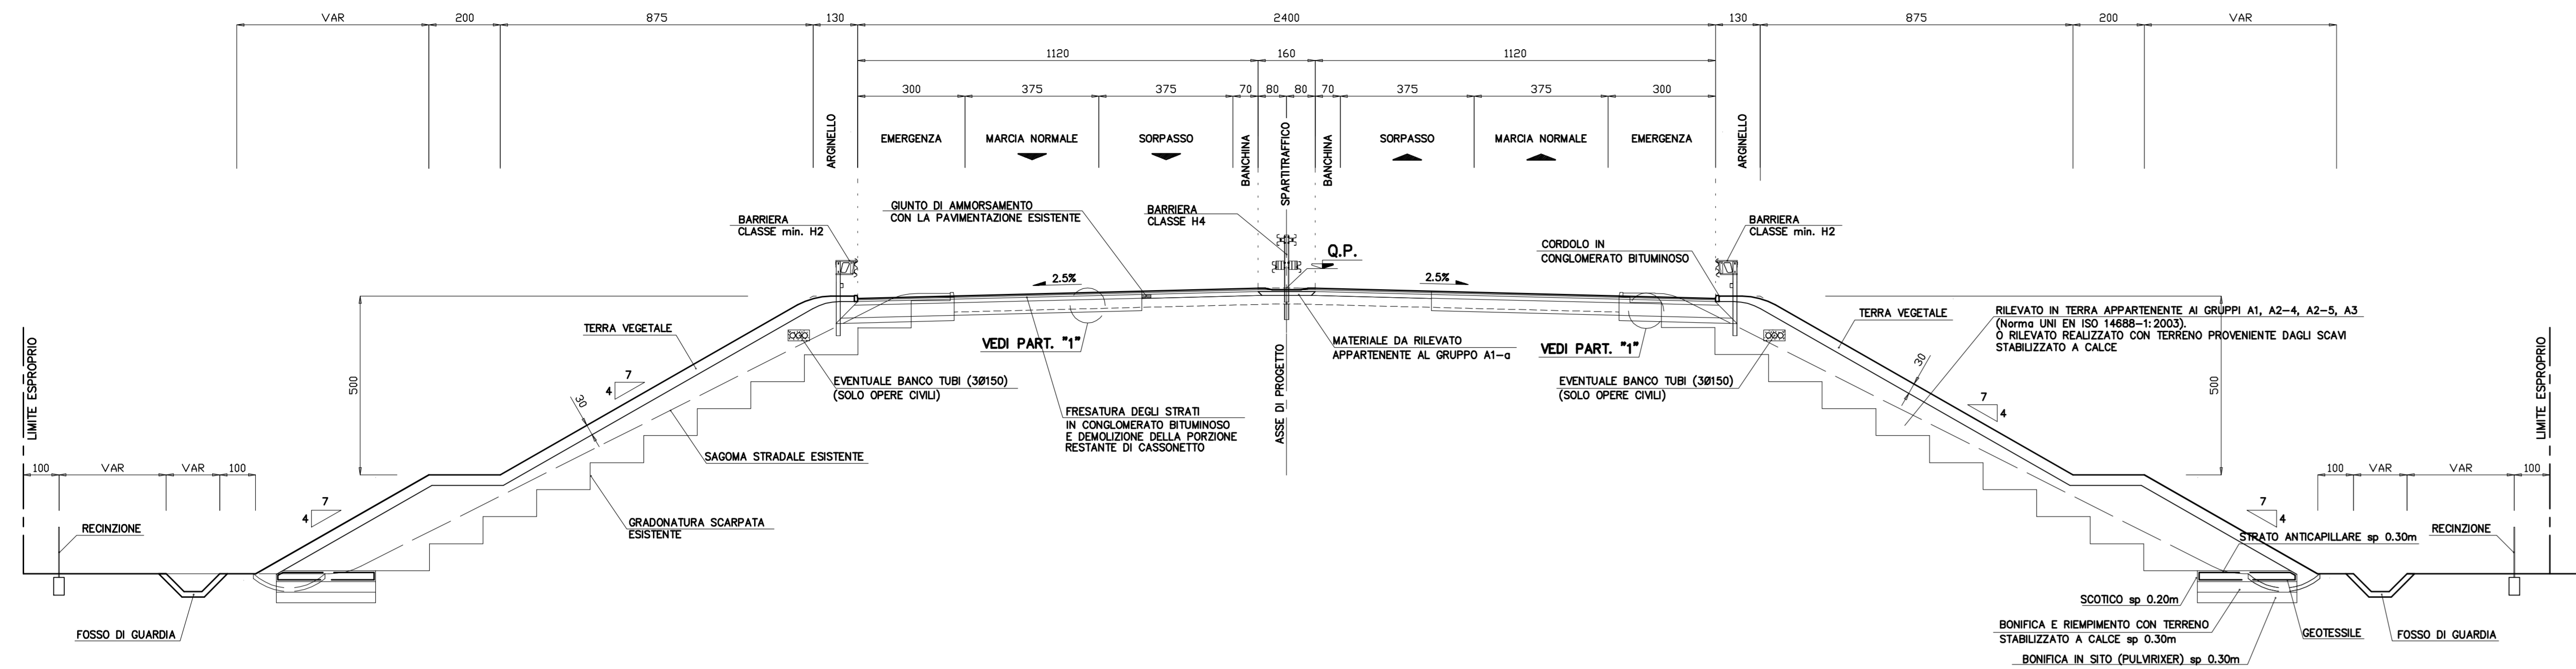 VAR 200 875 130 2400 130 875 200 VAR
1120 160 1120
300 375 375 70 80 80 70 375 375 300
ARGINELLO
EMERGENZA
MARCIA NORMALE
SORPASSO
BANCHINA
SPARTITRAFFICO
BANCHINA
SORPASSO
MARCIA NORMALE
EMERGENZA
ARGINELLO
BARRIERA
CLASSE min. H2
GIUNTO DI AMMORSAMENTO
CON LA PAVIMENTAZIONE ESISTENTE
BARRIERA
CLASSE H4
Q.P.
CORDOLO IN
CONGLOMERATO BITUMINOSO
BARRIERA
CLASSE min. H2
2.5%
2.5%
TERRA VEGETALE
VEDI PART. "1"
MATERIALE DA RILEVATO
APPARTENENTE AL GRUPPO A1-a
VEDI PART. "1"
TERRA VEGETALE
RILEVATO IN TERRA APPARTENENTE AI GRUPPI A1, A2-4, A2-5, A3
(Norma UNI EN ISO 14688-1:2003).
O RILEVATO REALIZZATO CON TERRENO PROVENIENTE DAGLI SCAVI
STABILIZZATO A CALCE
LIMITE ESPROPRIO
500
7
4
30
EVENTUALE BANCO TUBI (3Ø150)
(SOLO OPERE CIVILI)
FRESATURA DEGLI STRATI
IN CONGLOMERATO BITUMINOSO
E DEMOLIZIONE DELLA PORZIONE
RESTANTE DI CASSONETTO
ASSE DI PROGETTO
EVENTUALE BANCO TUBI (3Ø150)
(SOLO OPERE CIVILI)
30
7
4
500
LIMITE ESPROPRIO
SAGOMA STRADALE ESISTENTE
100 VAR VAR 100
100 VAR VAR 100
7
4
RECINZIONE
GRADONATURA SCARPATA
ESISTENTE
7
4
RECINZIONE
STRATO ANTICAPILLARE sp 0.30m
SCOTICO sp 0.20m
FOSSO DI GUARDIA
BONIFICA E RIEMPIMENTO CON TERRENO
STABILIZZATO A CALCE sp 0.30m
GEOTESSILE
FOSSO DI GUARDIA
BONIFICA IN SITO (PULVIRIXER) sp 0.30m